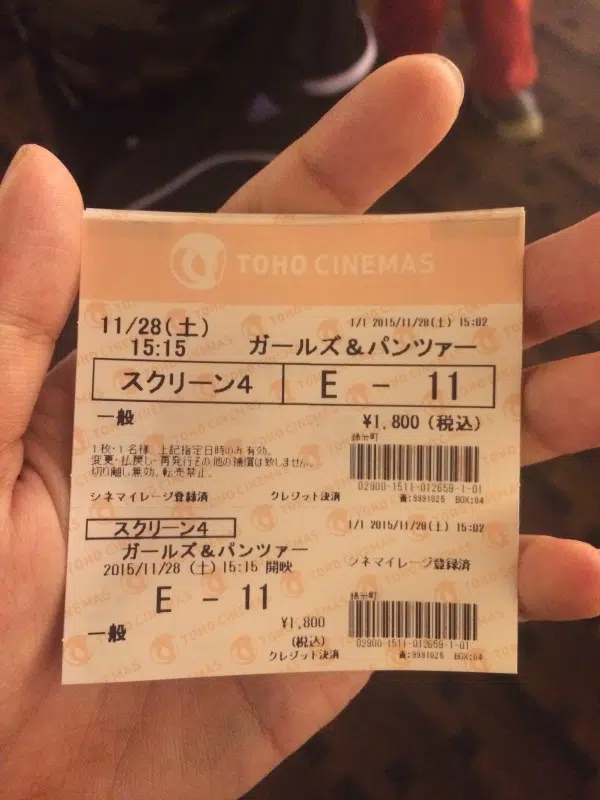 TOHO CINEMAS
11/28(土)
1/1 2015/11/28(土) 15:02
15:15 ガールズ&パンツァー
スクリーン4 E - 11
一般
¥1,800 (税込)
錦糸町
1枚・1名様、上記指定日時のみ有効。
変更・払戻し・再発行その他の補償は致しません。
切り離し無効。転売禁止。
02900-1511-012659-1-01
シネマイレージ登録済 クレジット決済 責:9991026 BOX:04
スクリーン4
1/1 2015/11/28(土) 15:02
ガールズ&パンツァー
シネマイレージ登録済
2015/11/28 (土) 15:15 開映
E - 11
錦糸町
¥1,800
一般
(税込)
02900-1511-012659-1-01
クレジット決済 責:9991026 BOX:04